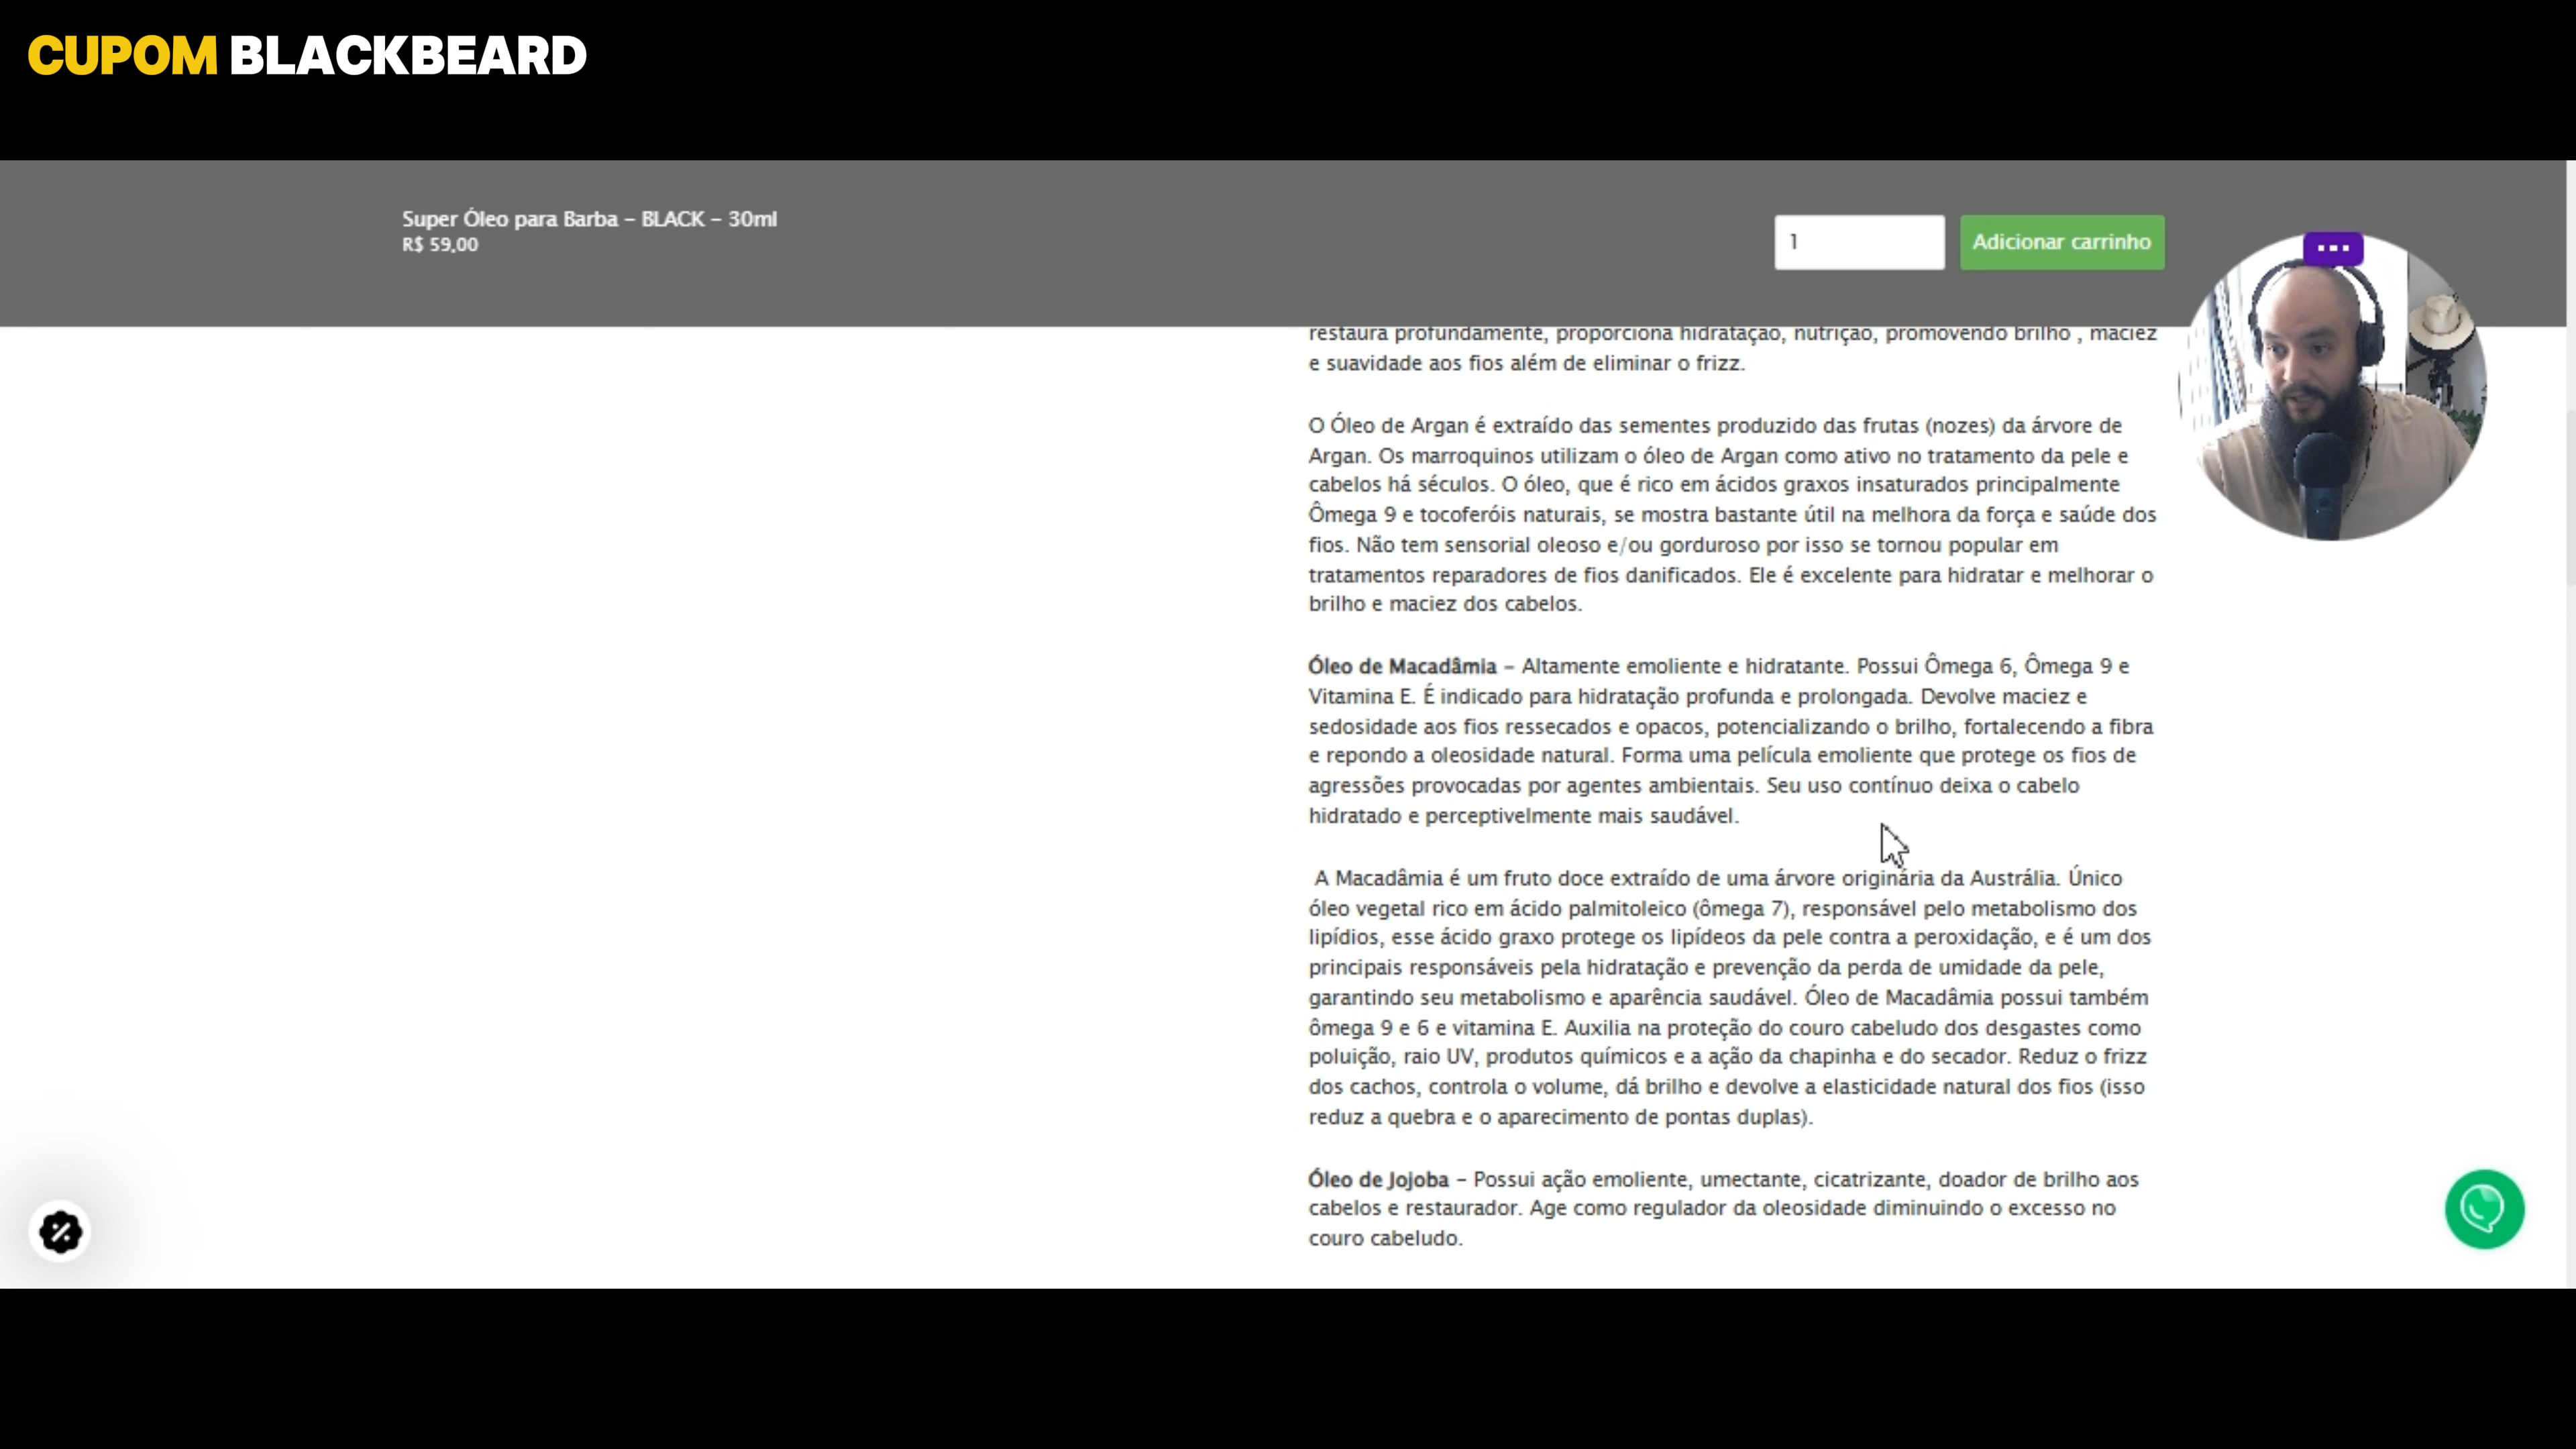 CUPOM BLACKBEARD
Super Óleo para Barba – BLACK – 30ml
R$ 59,00
1
Adicionar carrinho
restaura profundamente, proporciona hidratação, nutrição, promovendo brilho , maciez
e suavidade aos fios além de eliminar o frizz.
O Óleo de Argan é extraído das sementes produzido das frutas (nozes) da árvore de
Argan. Os marroquinos utilizam o óleo de Argan como ativo no tratamento da pele e
cabelos há séculos. O óleo, que é rico em ácidos graxos insaturados principalmente
Ômega 9 e tocoferóis naturais, se mostra bastante útil na melhora da força e saúde dos
fios. Não tem sensorial oleoso e/ou gorduroso por isso se tornou popular em
tratamentos reparadores de fios danificados. Ele é excelente para hidratar e melhorar o
brilho e maciez dos cabelos.
Óleo de Macadâmia – Altamente emoliente e hidratante. Possui Ômega 6, Ômega 9 e
Vitamina E. É indicado para hidratação profunda e prolongada. Devolve maciez e
sedosidade aos fios ressecados e opacos, potencializando o brilho, fortalecendo a fibra
e repondo a oleosidade natural. Forma uma película emoliente que protege os fios de
agressões provocadas por agentes ambientais. Seu uso contínuo deixa o cabelo
hidratado e perceptivelmente mais saudável.
A Macadâmia é um fruto doce extraído de uma árvore originária da Austrália. Único
óleo vegetal rico em ácido palmitoleico (ômega 7), responsável pelo metabolismo dos
lipídios, esse ácido graxo protege os lipídeos da pele contra a peroxidação, e é um dos
principais responsáveis pela hidratação e prevenção da perda de umidade da pele,
garantindo seu metabolismo e aparência saudável. Óleo de Macadâmia possui também
ômega 9 e 6 e vitamina E. Auxilia na proteção do couro cabeludo dos desgastes como
poluição, raio UV, produtos químicos e a ação da chapinha e do secador. Reduz o frizz
dos cachos, controla o volume, dá brilho e devolve a elasticidade natural dos fios (isso
reduz a quebra e o aparecimento de pontas duplas).
Óleo de Jojoba – Possui ação emoliente, umectante, cicatrizante, doador de brilho aos
cabelos e restaurador. Age como regulador da oleosidade diminuindo o excesso no
couro cabeludo.